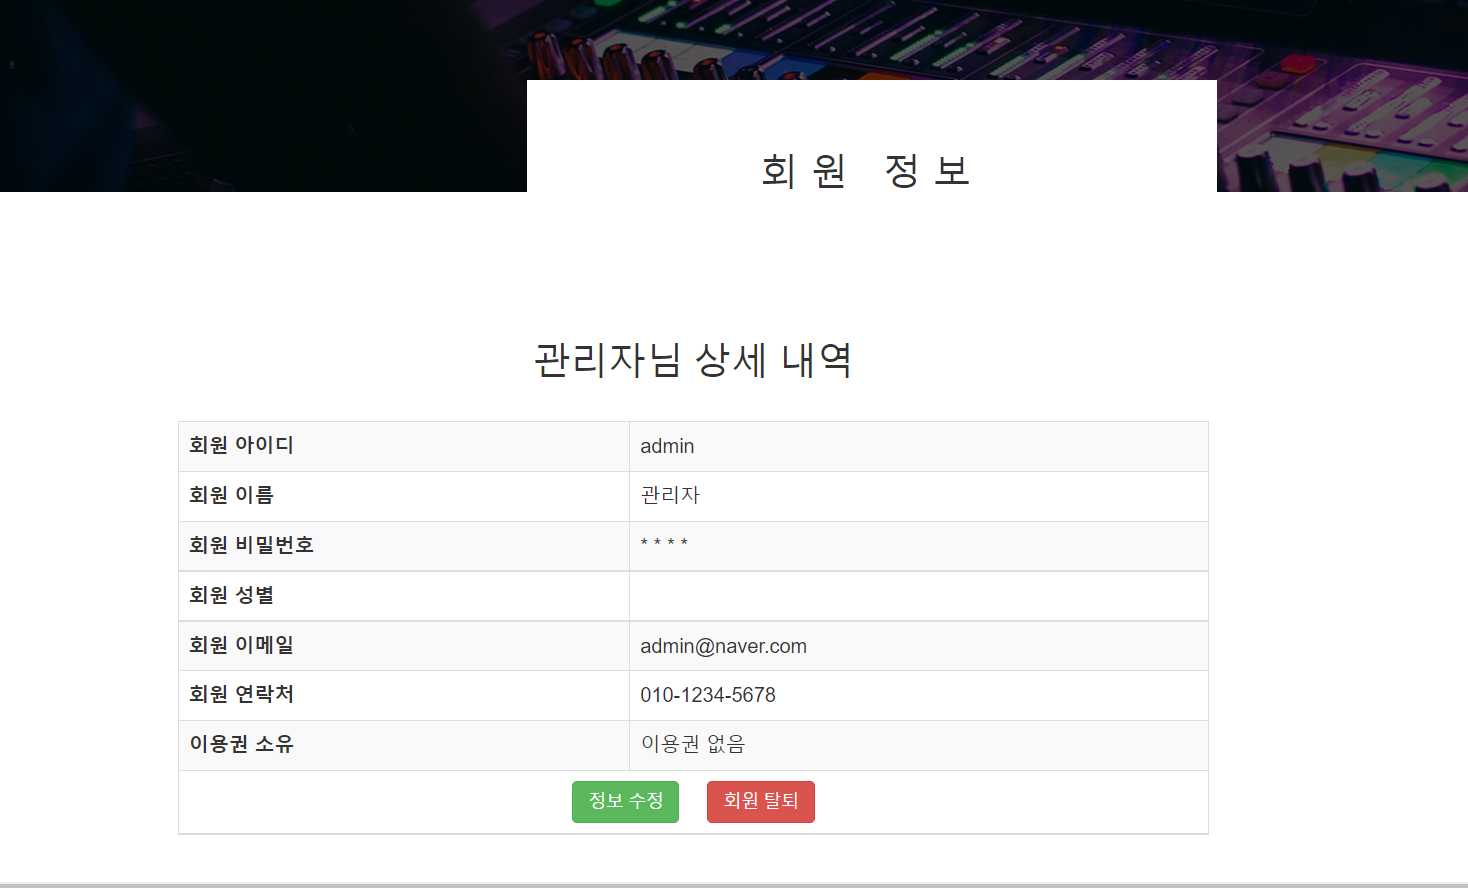 회원 정보
관리자님 상세 내역
회원 아이디 admin
회원 이름 관리자
회원 비밀번호 * * * *
회원 성별
회원 이메일 admin@naver.com
회원 연락처 010-1234-5678
이용권 소유 이용권 없음
정보 수정 회원 탈퇴